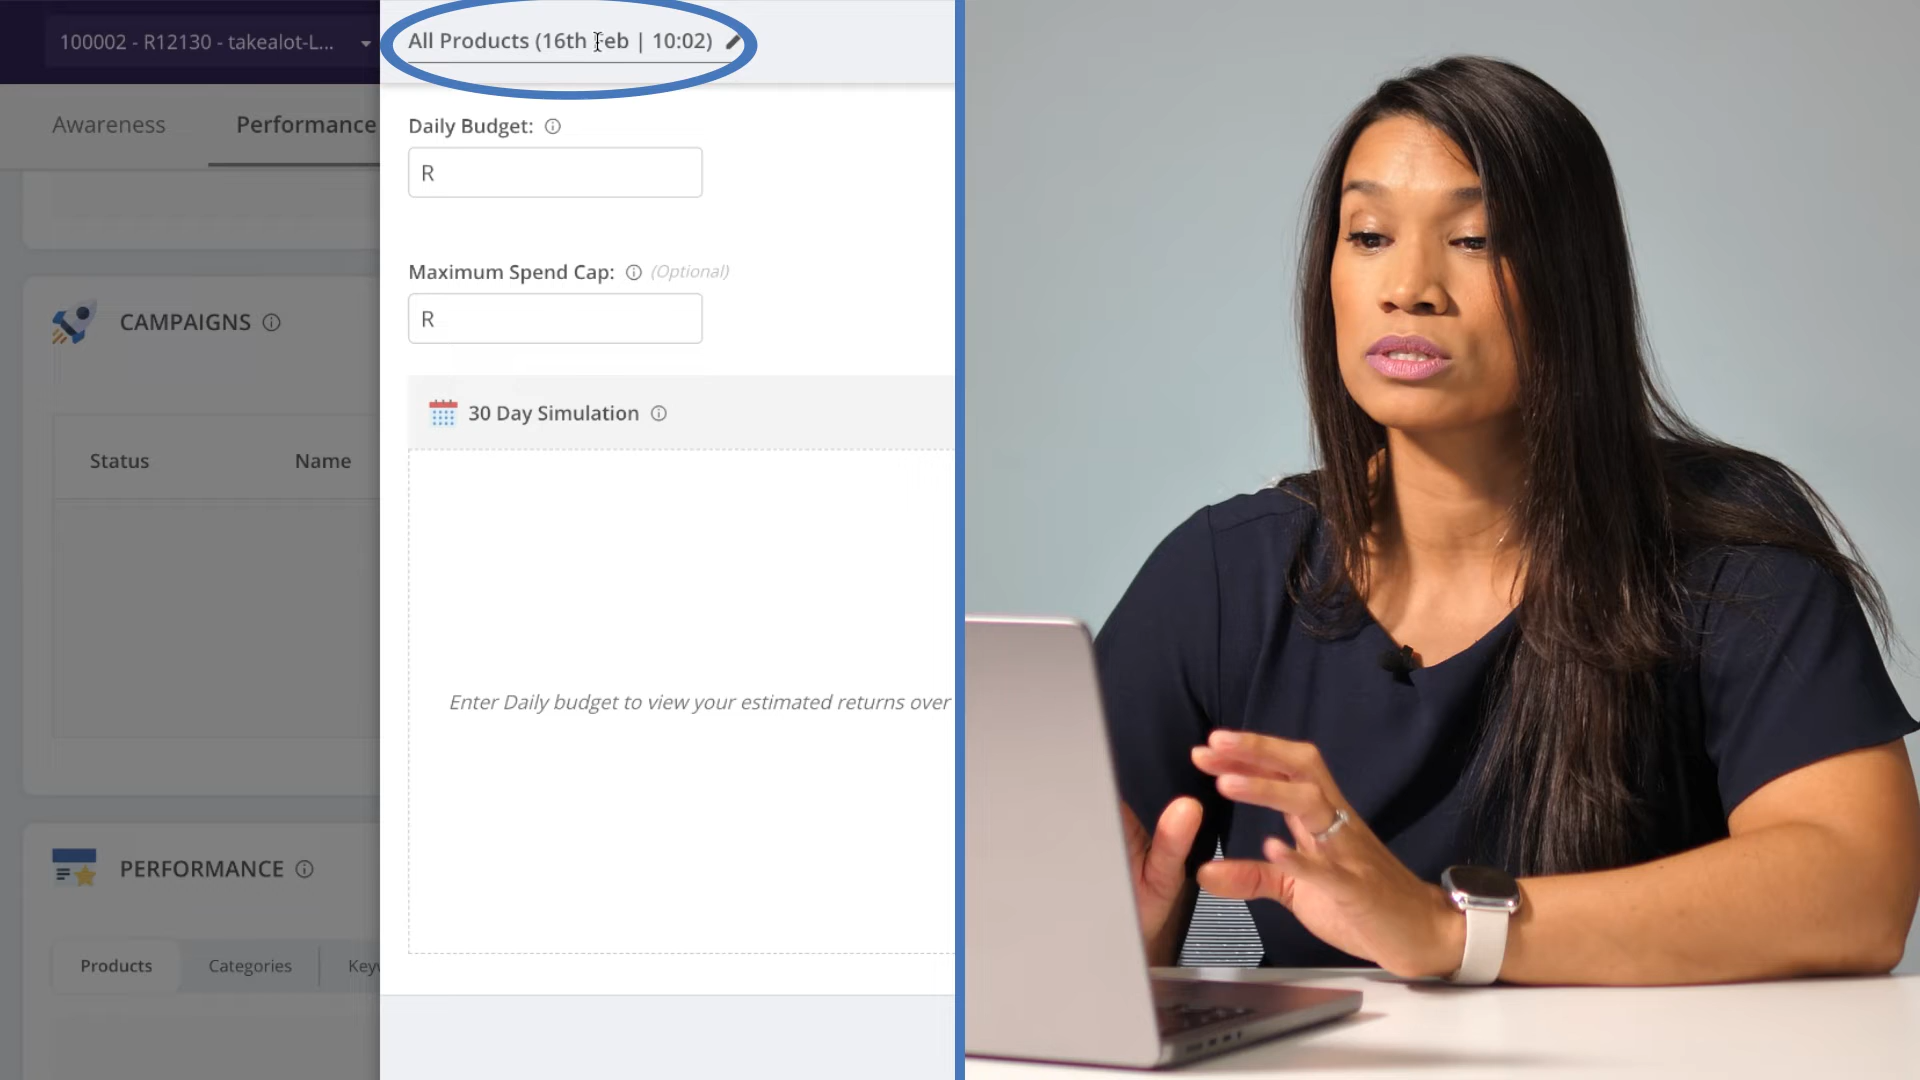 100002 - R12130 - takealot-L...
All Products (16th Feb | 10:02)
Awareness
Performance
Daily Budget:
R
Maximum Spend Cap: (Optional)
R
CAMPAIGNS
30 Day Simulation
Status
Name
Enter Daily budget to view your estimated returns over
PERFORMANCE
Products
Categories
Keyw